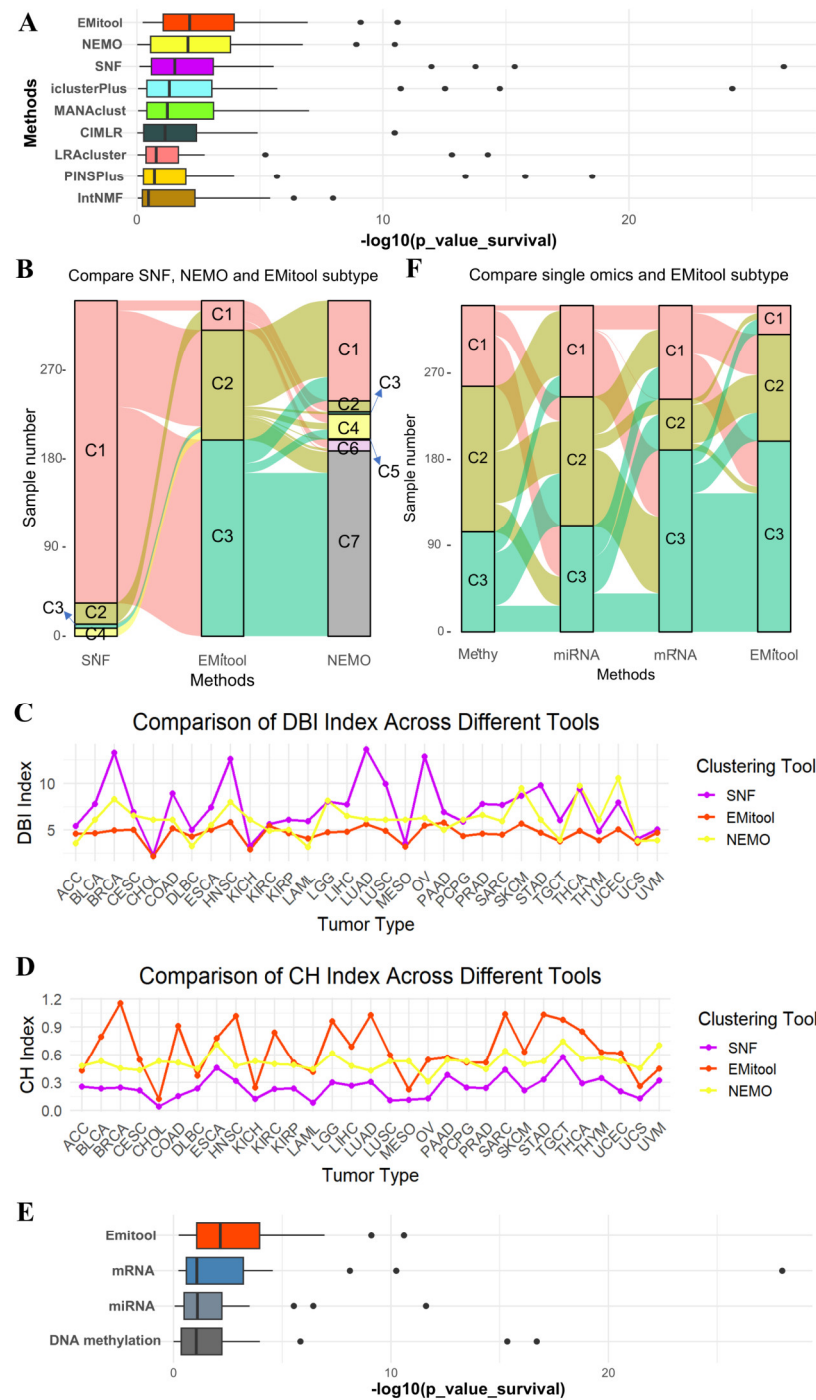 A
Methods
EMitool
NEMO
SNF
iclusterPlus
MANAclust
CIMLR
LRAcluster
PINSPlus
IntNMF
0
10
20
-log10(p_value_survival)
B
Compare SNF, NEMO and EMitool subtype
Sample number
270-
180-
90 -
0-
C1
C2
C3
C4
C1
C2
C3
C1
C2
C3
C4
C5
C6
C7
SNF
EMitool
NEMO
Methods
F
Compare single omics and EMitool subtype
Sample number
270-
180-
90 -
0-
C1
C2
C3
C1
C2
C3
C1
C2
C3
C1
C2
C3
Methy
miRNA
mRNA
EMitool
Methods
C
Comparison of DBI Index Across Different Tools
DBI Index
10
5
ACC
BLCA
BRCA
CESC
CHOL
COAD
DLBC
ESCA
HNSC
KICH
KIRC
KIRP
LAML
LGG
LIHC
LUAD
LUSC
MESO
OV
PAAD
PCPG
PRAD
SARC
SKCM
STAD
TGCT
THCA
THYM
UCEC
UCS
UVM
Tumor Type
Clustering Tool
SNF
EMitool
NEMO
D
Comparison of CH Index Across Different Tools
CH Index
1.2
0.9
0.6
0.3
0.0
ACC
BLCA
BRCA
CESC
CHOL
COAD
DLBC
ESCA
HNSC
KICH
KIRC
KIRP
LAML
LGG
LIHC
LUAD
LUSC
MESO
OV
PAAD
PCPG
PRAD
SARC
SKCM
STAD
TGCT
THCA
THYM
UCEC
UCS
UVM
Tumor Type
Clustering Tool
SNF
EMitool
NEMO
E
Emitool
mRNA
miRNA
DNA methylation
0
10
20
-log10(p_value_survival)